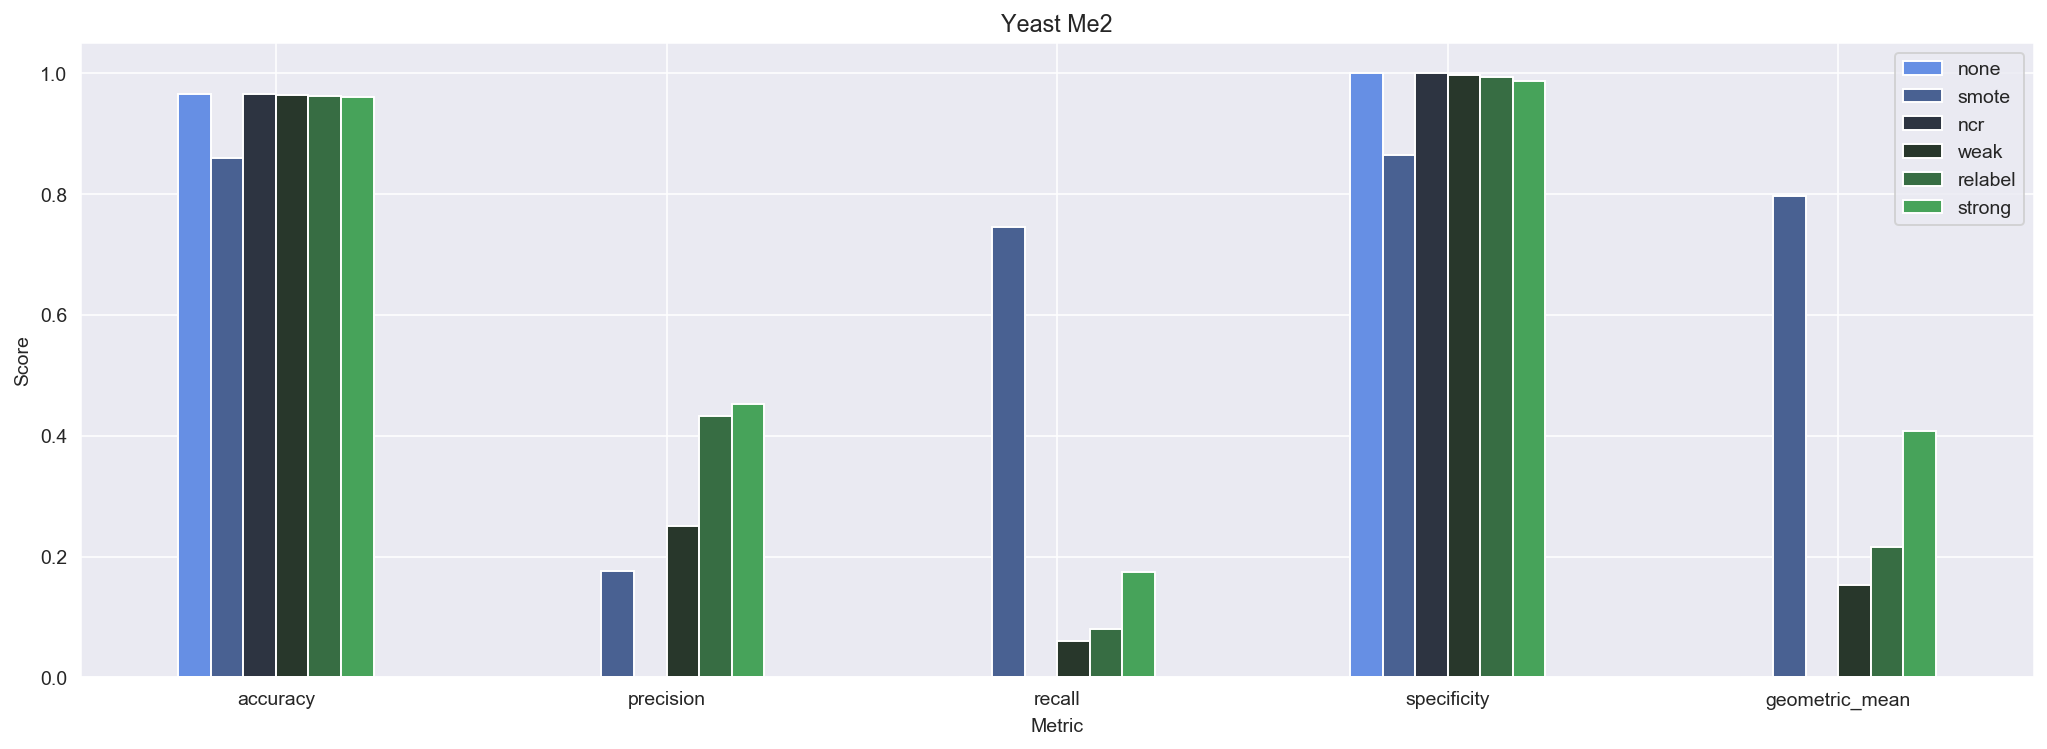 Yeast Me2
1.0
0.8
0.6
0.4
0.2
0.0
Score
none
smote
ncr
weak
relabel
strong
accuracy
precision
recall
specificity
geometric_mean
Metric